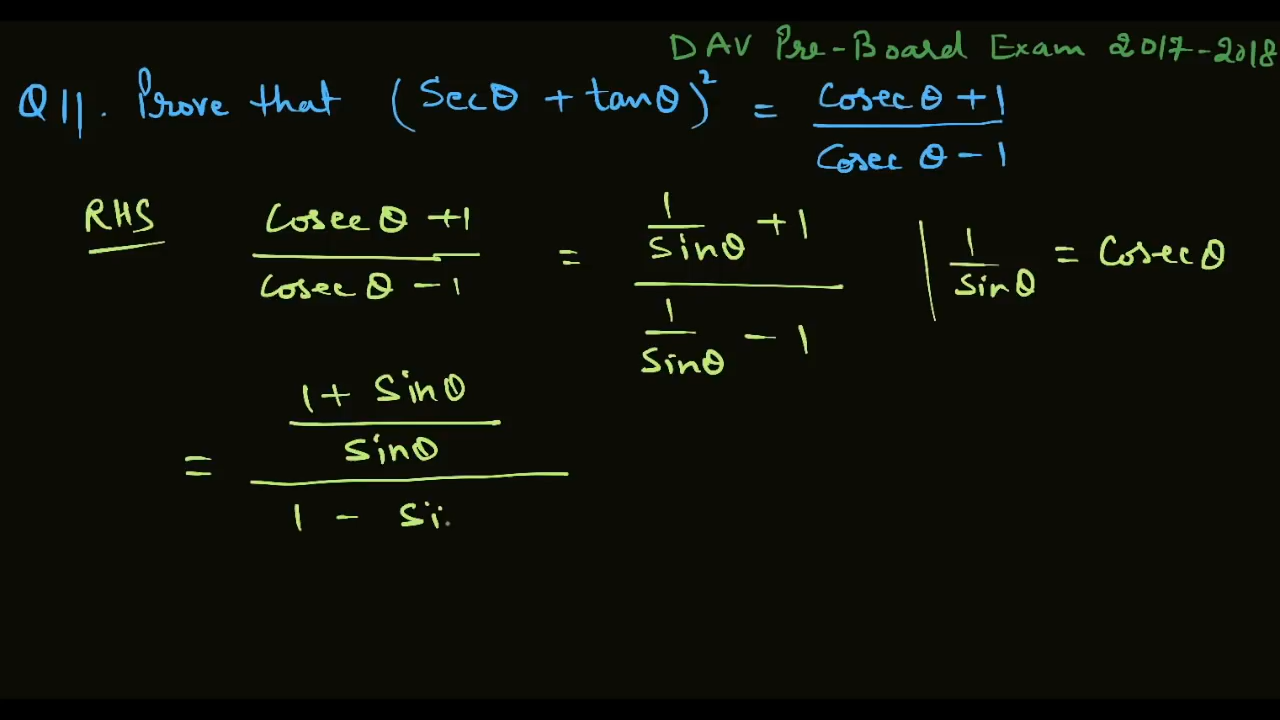 DAV Pre-Board Exam 2017-2018
Q11. Prove that (Secθ + tanθ)² = (Cosec θ + 1)/(Cosec θ - 1)
RHS (Cosec θ + 1)/(Cosec θ - 1) = (1/sinθ + 1)/(1/sinθ - 1) | 1/sinθ = Cosec θ
= ((1 + Sinθ)/sinθ)/(1 - Si